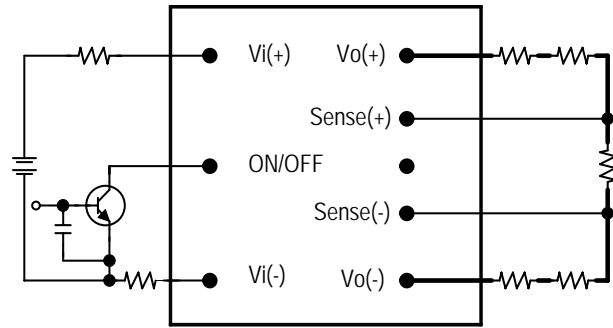 Vi(+) Vo(+)
Sense(+)
ON/OFF
Sense(-)
Vi(-) Vo(-)